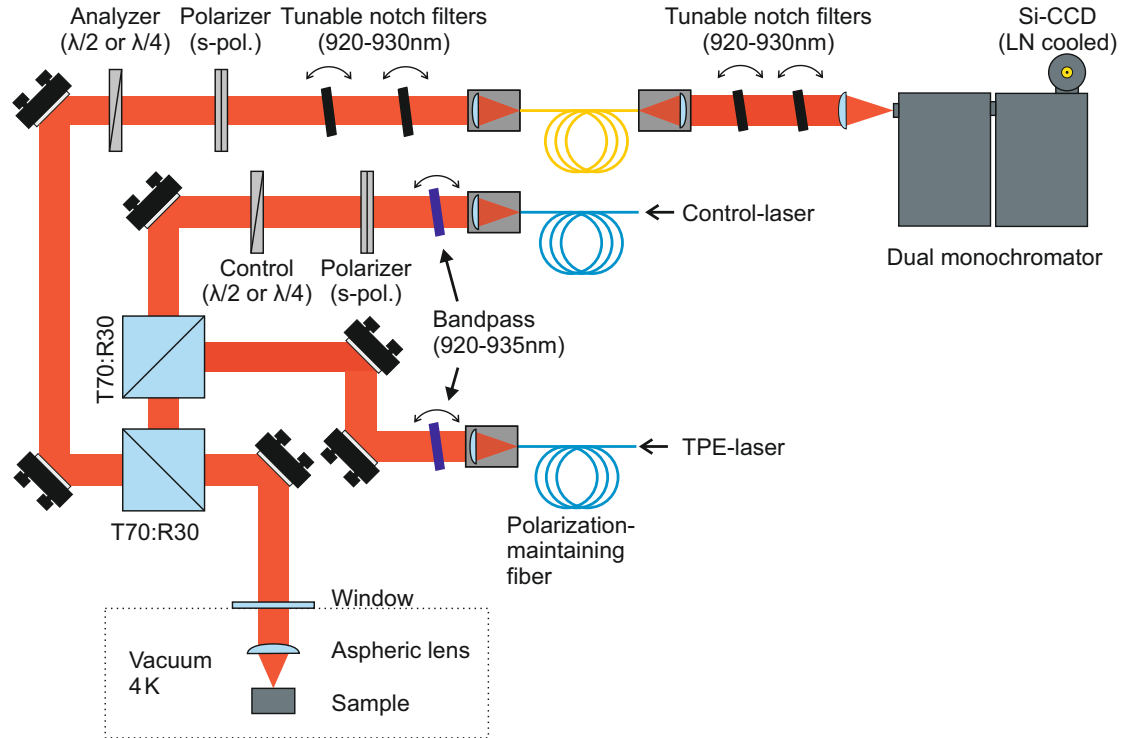 Analyzer
(λ/2 or λ/4)
Polarizer
(s-pol.)
Tunable notch filters
(920-930nm)
Tunable notch filters
(920-930nm)
Si-CCD
(LN cooled)
Control-laser
Dual monochromator
Control
(λ/2 or λ/4)
Polarizer
(s-pol.)
Bandpass
(920-935nm)
T70:R30
TPE-laser
T70:R30
Polarization-
maintaining
fiber
Window
Aspheric lens
Vacuum
4K
Sample